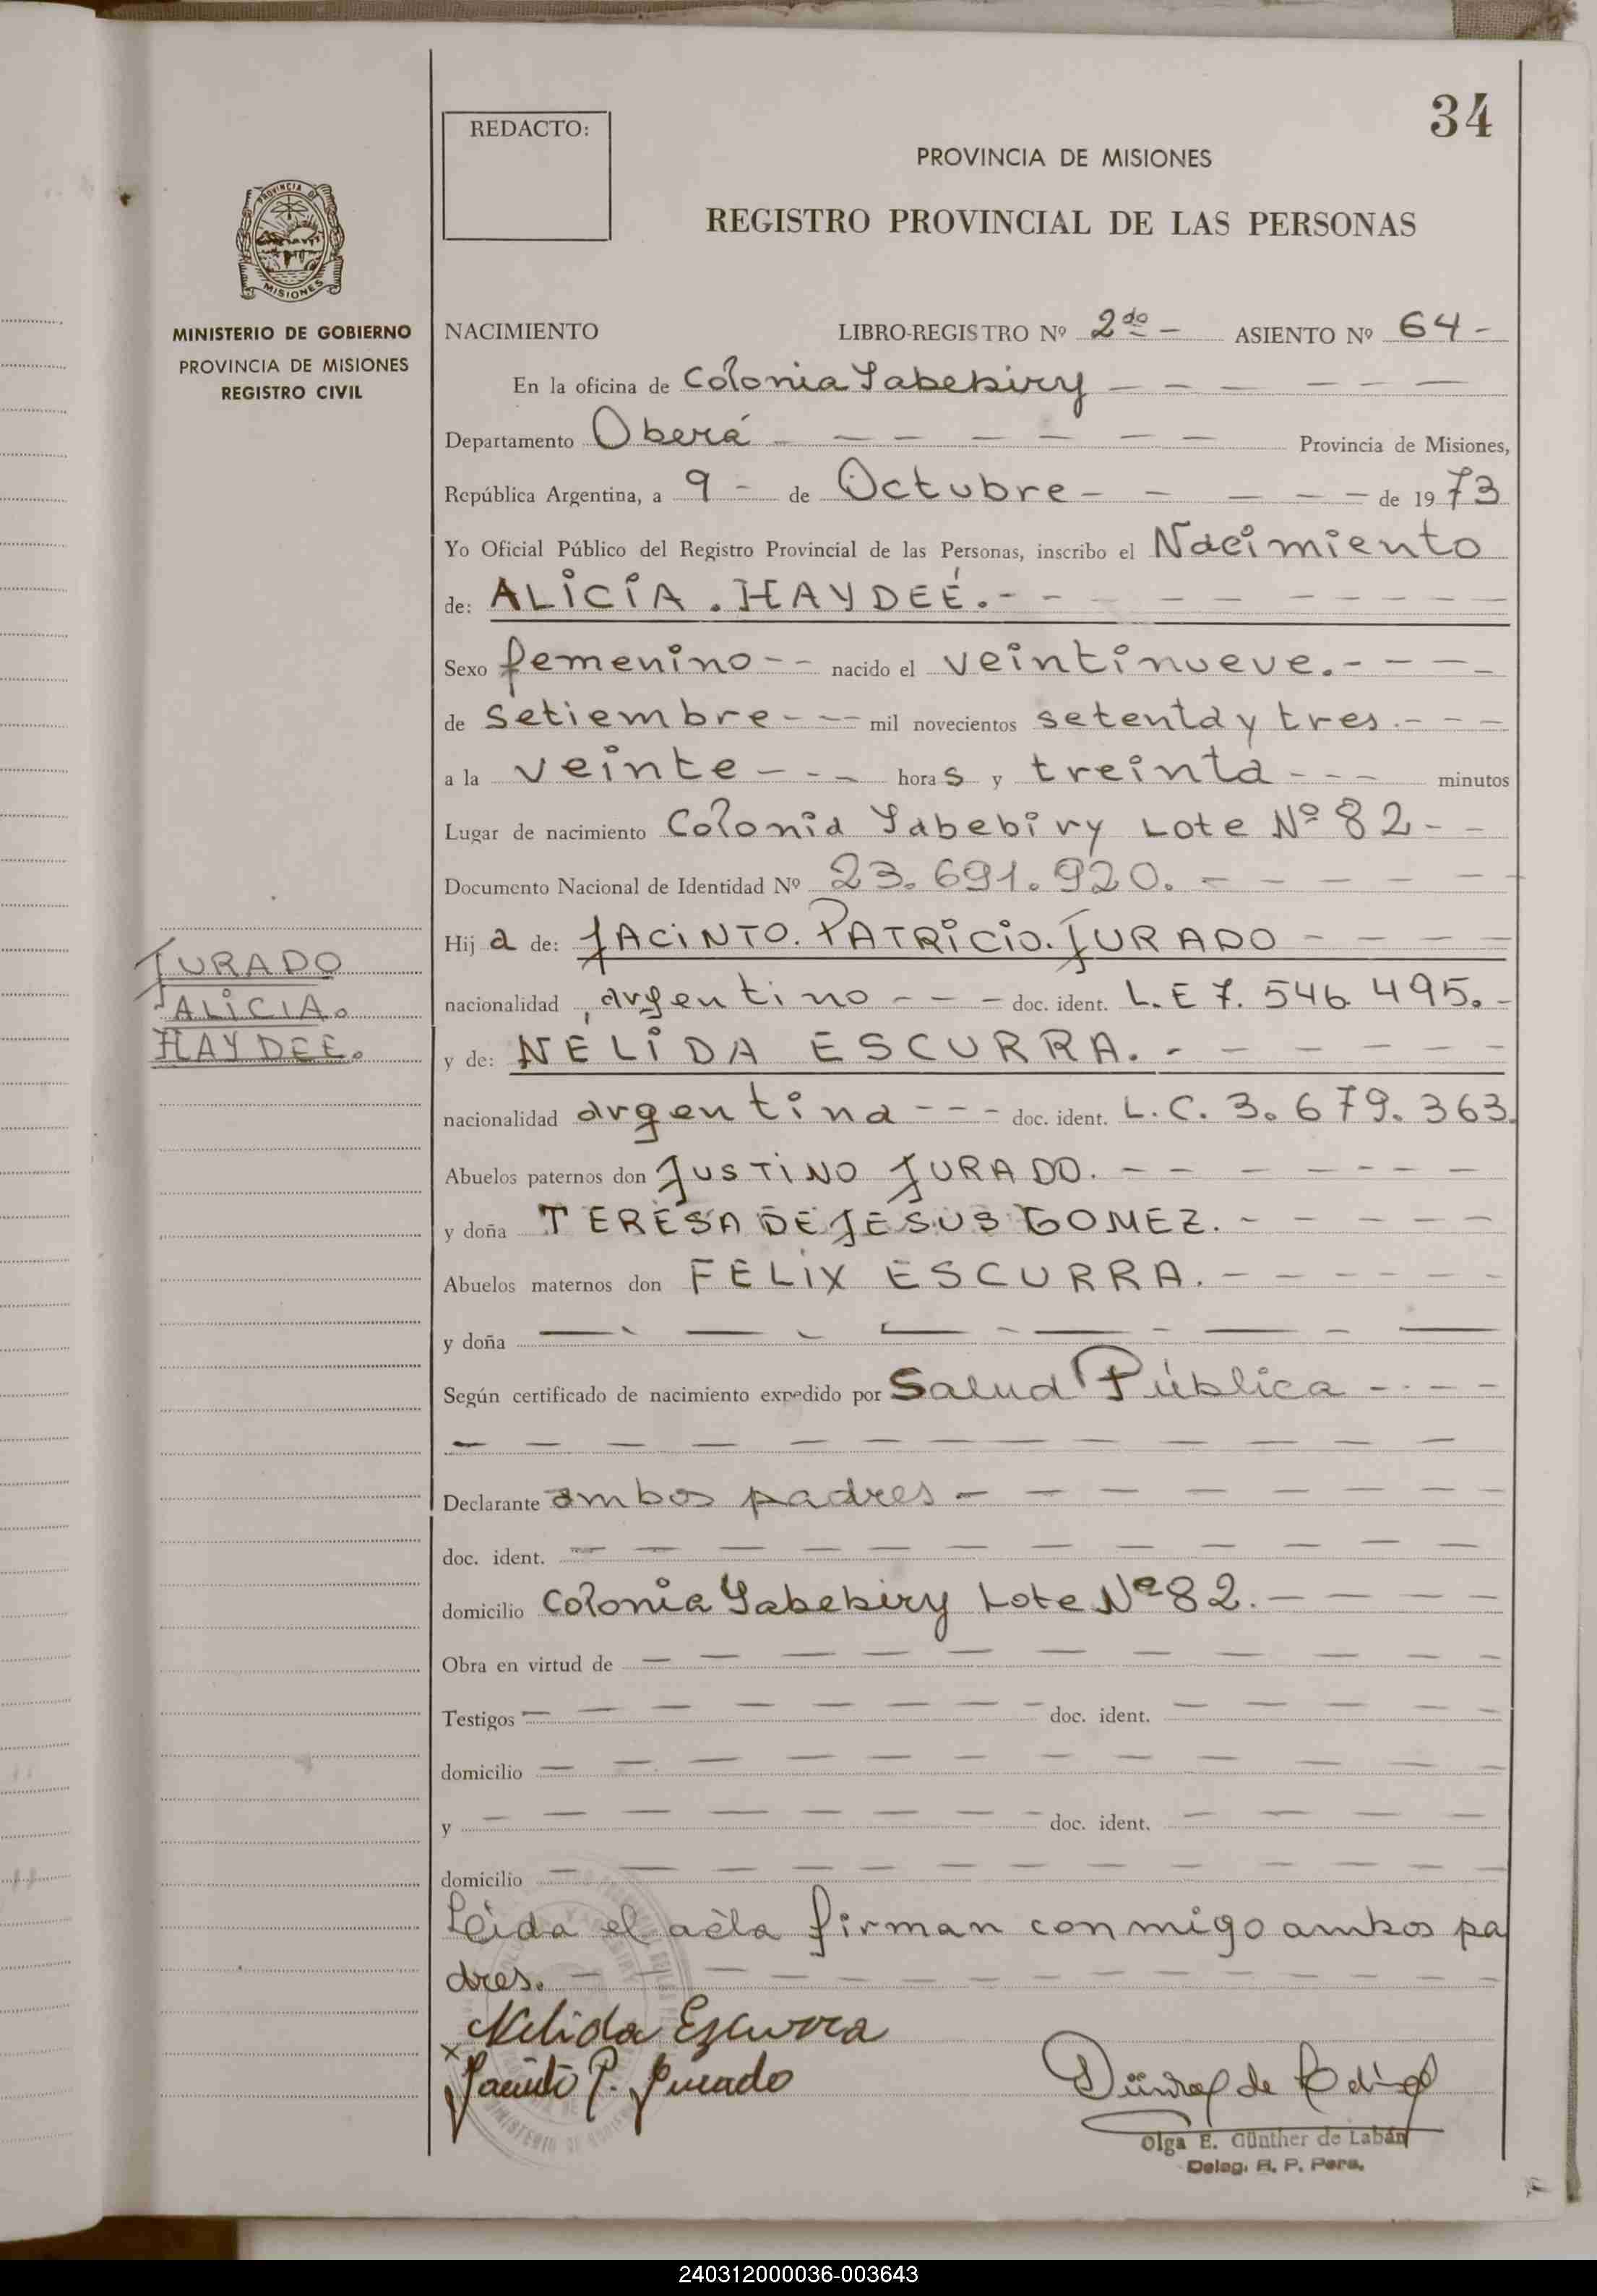 34
REDACTO:
PROVINCIA DE MISIONES
REGISTRO PROVINCIAL DE LAS PERSONAS
PROVINCIA DE
MISIONES
MINISTERIO DE GOBIERNO
PROVINCIA DE MISIONES
REGISTRO CIVIL
NACIMIENTO LIBRO-REGISTRO Nº 2do - ASIENTO Nº 64 -
En la oficina de Colonia Yabebiry - - - - - -
Departamento Oberá - - - - - - - Provincia de Misiones,
República Argentina, a 9 - de Octubre - - - - - - de 1973
Yo Oficial Público del Registro Provincial de las Personas, inscribo el Nacimiento
de: ALICIA . HAYDEÉ. - - - - - - - - -
Sexo femenino - - nacido el veintinueve. - - - -
de setiembre - - - mil novecientos setenta y tres. - - -
a la veinte - - - horas y treinta - - - minutos
Lugar de nacimiento Colonia Yabebiry Lote Nº 82 - -
Documento Nacional de Identidad Nº 23.691.920. - - - - - -
Hija de: JACINTO. PATRICIO. JURADO - - - -
JURADO
ALICIA.
HAYDEE.
nacionalidad argentino - - - doc. ident. L.E 7. 546. 495. -
y de: NÉLIDA ESCURRA. - - - - - - -
nacionalidad argentina - - - doc. ident. L.C. 3.679.363.
Abuelos paternos don JUSTINO JURADO. - - - - - - -
y doña TERESA DE JESUS GOMEZ. - - - - -
Abuelos maternos don FELIX ESCURRA. - - - - - -
y doña - - - - - - - - -
Según certificado de nacimiento expedido por Salud Pública - - - -
- - - - - - - - - - - -
Declarante ambos padres - - - - - - - -
doc. ident. - - - - - - - - - - - -
domicilio Colonia Yabebiry Lote Nº 82. - - - -
Obra en virtud de - - - - - - - - - - -
Testigos - - - - - - - doc. ident. - - - - -
domicilio - - - - - - - - - - - -
y - - - - - - - doc. ident. - - - -
domicilio - - - - - - - - - - - - -
Leida el acta firman conmigo ambos pa
dres. - - - - - - - - - - - -
Nelida Escurra
x Jacinto P. Jurado
Olga E. Günther de Labán
Deleg. R. P. Pers.
240312000036-003643